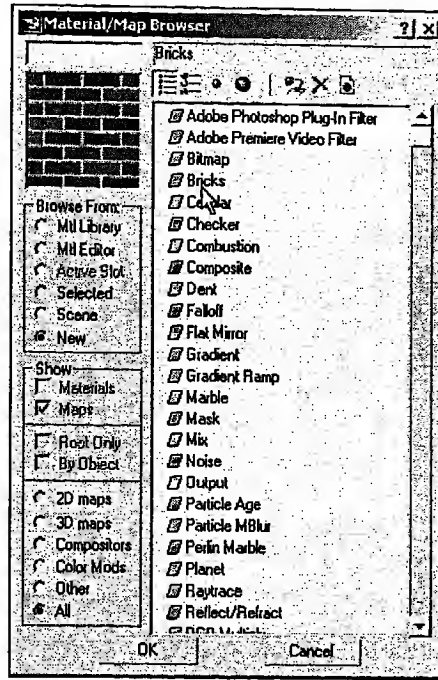 Material/Map Browser
Bricks
Adobe Photoshop Plug-In Filter
Adobe Premiere Video Filter
Bitmap
Bricks
Cellular
Checker
Combustion
Composite
Dent
Falloff
Flat Mirror
Gradient
Gradient Ramp
Marble
Mask
Mix
Noise
Output
Particle Age
Particle MBlur
Perlin Marble
Planet
Raytrace
Reflect/Refract
Browse From:
Mtl Library
Mtl Editor
Active Slot
Selected
Scene
New
Show
Materials
Maps
Root Only
By Object
2D maps
3D maps
Compositors
Color Mods
Other
All
OK
Cancel